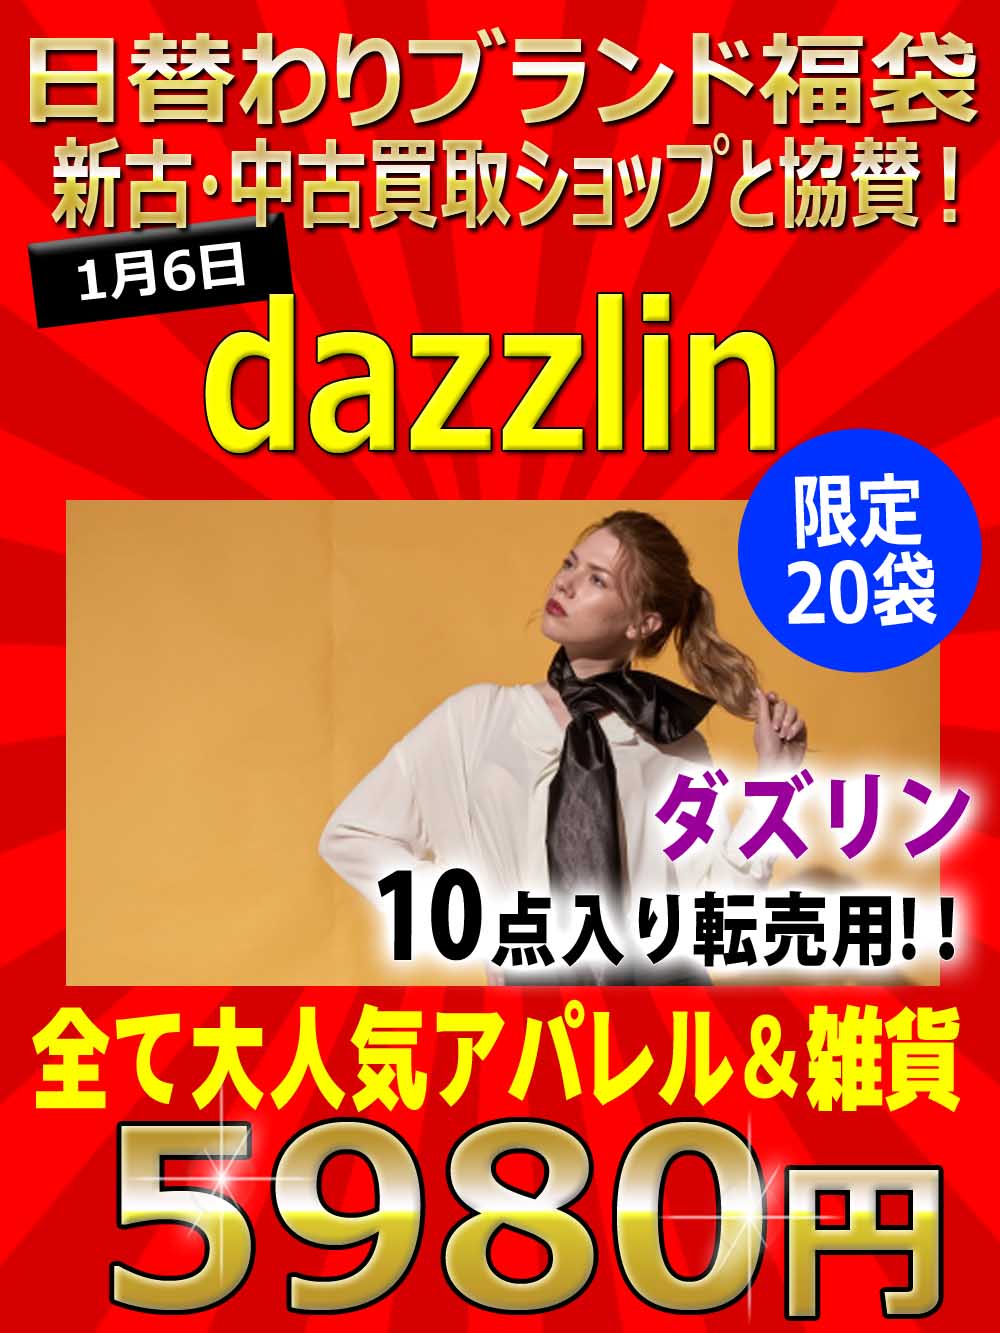 日替わりブランド福袋
新古・中古買取ショップと協賛！
1月6日
dazzlin
限定
20袋
ダズリン
10点入り転売用!!
全て大人気アパレル＆雑貨
5980円